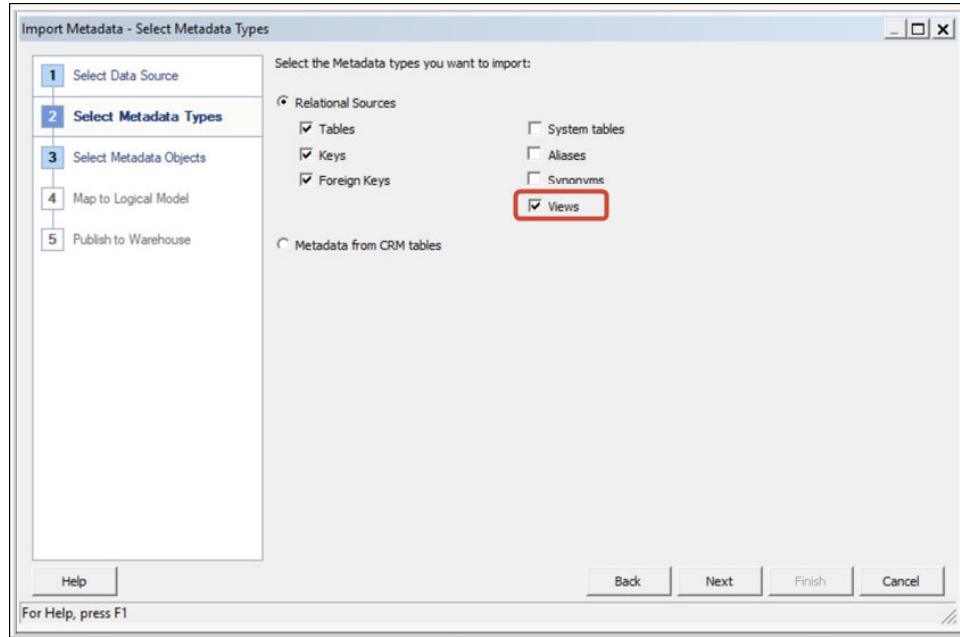 Import Metadata - Select Metadata Types
1 Select Data Source
2 Select Metadata Types
3 Select Metadata Objects
4 Map to Logical Model
5 Publish to Warehouse
Select the Metadata types you want to import:
Relational Sources
Tables
System tables
Keys
Aliases
Foreign Keys
Synonyms
Views
Metadata from CRM tables
Help
Back
Next
Finish
Cancel
For Help, press F1